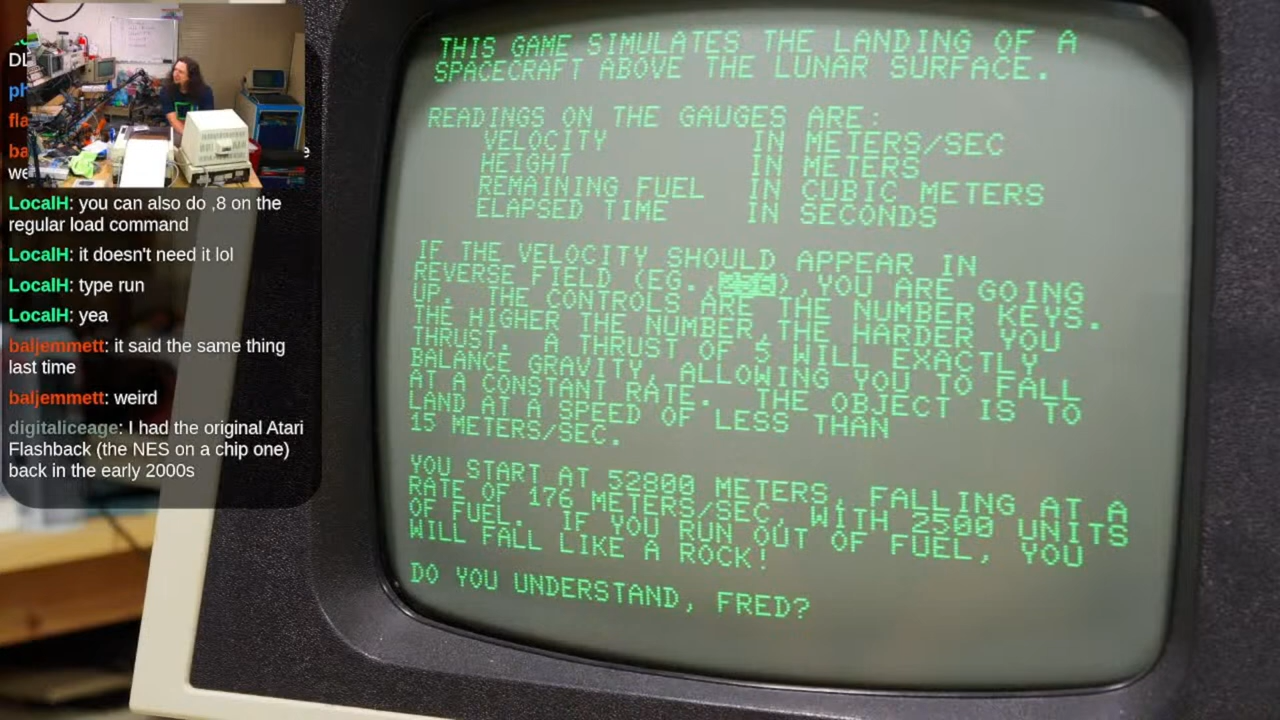 DL
ph
fla
ba
e
we
LocalH: you can also do ,8 on the
regular load command
LocalH: it doesn't need it lol
LocalH: type run
LocalH: yea
baljemmett: it said the same thing
last time
baljemmett: weird
digitaliceage: I had the original Atari
Flashback (the NES on a chip one)
back in the early 2000s
THIS GAME SIMULATES THE LANDING OF A
SPACECRAFT ABOVE THE LUNAR SURFACE.
READINGS ON THE GAUGES ARE:
VELOCITY IN METERS/SEC
HEIGHT IN METERS
REMAINING FUEL IN CUBIC METERS
ELAPSED TIME IN SECONDS
IF THE VELOCITY SHOULD APPEAR IN
REVERSE FIELD (EG., ),YOU ARE GOING
UP. THE CONTROLS ARE THE NUMBER KEYS.
THE HIGHER THE NUMBER,THE HARDER YOU
THRUST. A THRUST OF 5 WILL EXACTLY
BALANCE GRAVITY, ALLOWING YOU TO FALL
AT A CONSTANT RATE. THE OBJECT IS TO
LAND AT A SPEED OF LESS THAN
15 METERS/SEC.
YOU START AT 52800 METERS, FALLING AT A
RATE OF 176 METERS/SEC, WITH 2500 UNITS
OF FUEL. IF YOU RUN OUT OF FUEL, YOU
WILL FALL LIKE A ROCK!
DO YOU UNDERSTAND, FRED?